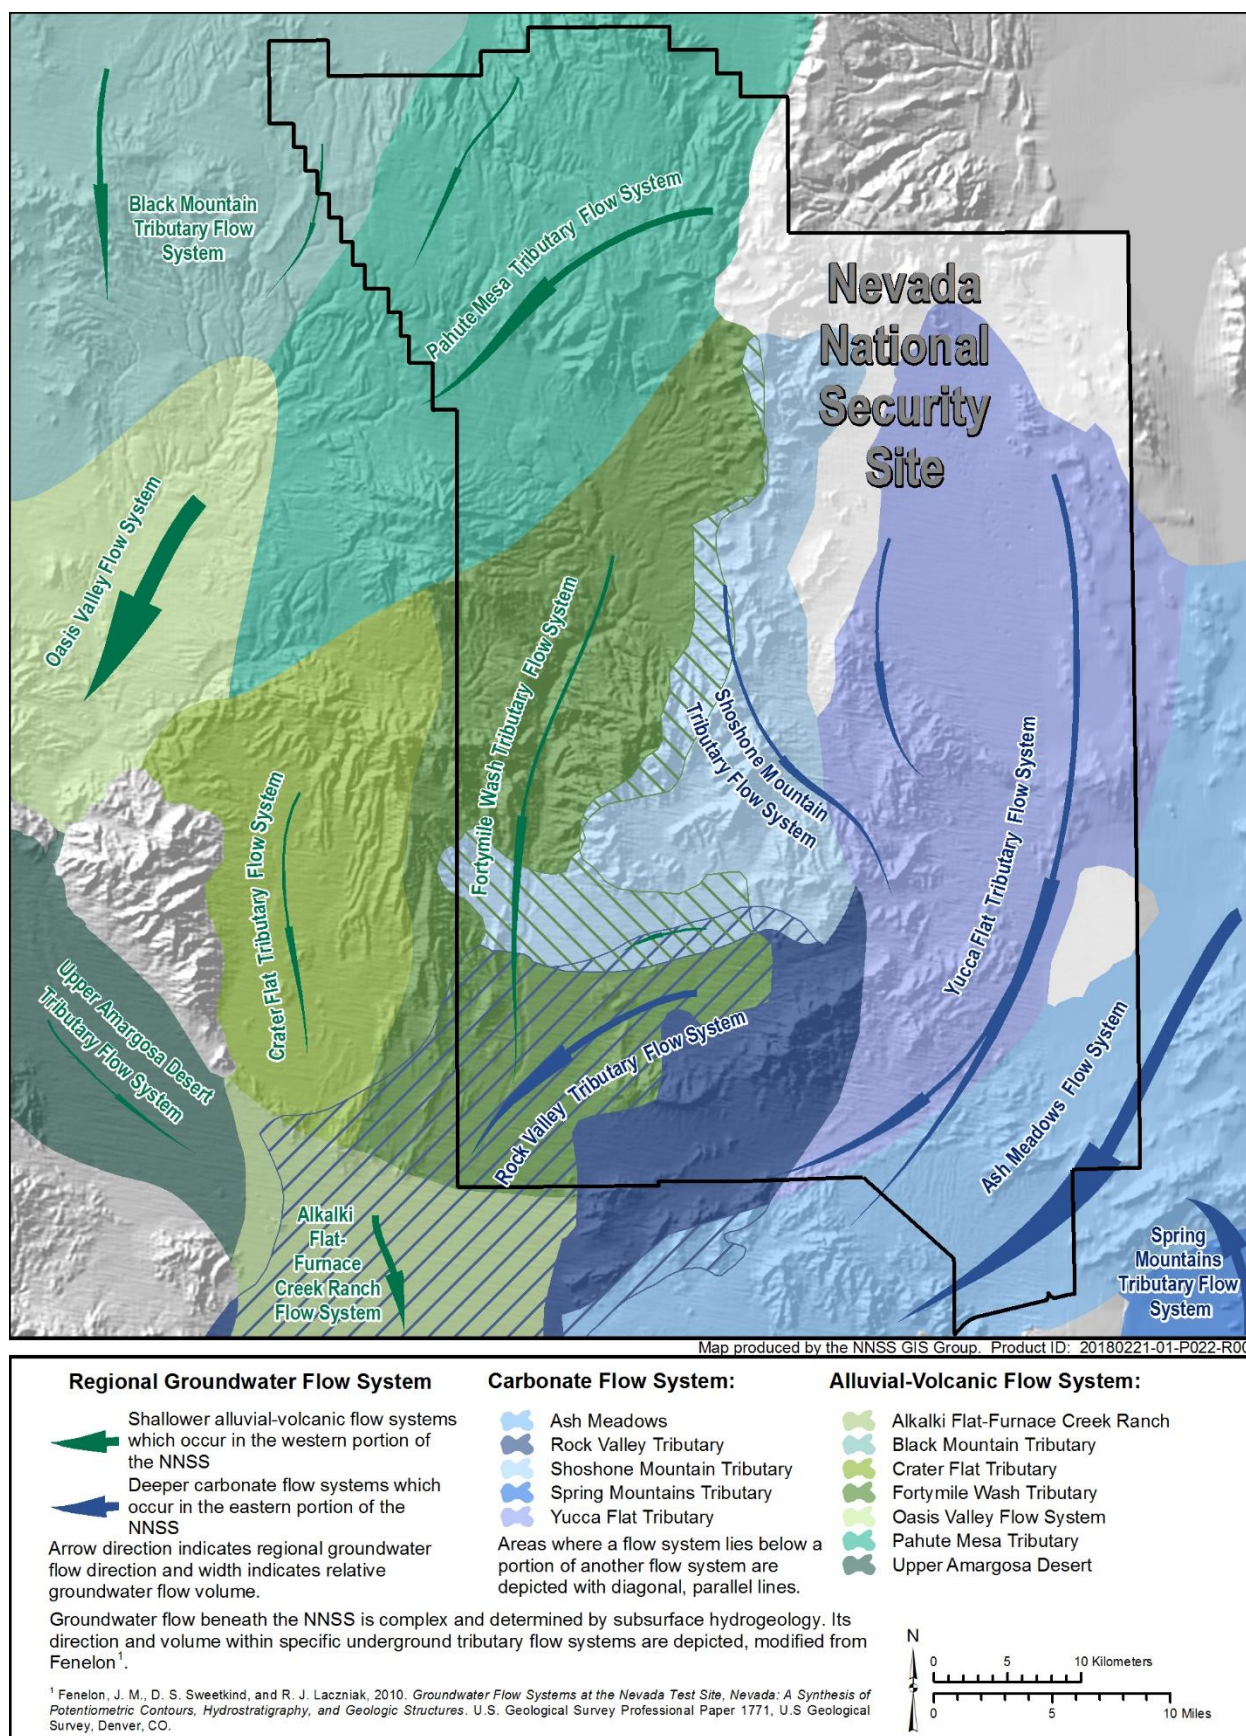 Black Mountain
Tributary Flow
System
Pahute Mesa Tributary Flow System
Nevada
National
Security
Site
Oasis Valley Flow System
Fortymile Wash Tributary Flow System
Shoshone Mountain
Tributary Flow System
Crater Flat Tributary Flow System
Yucca Flat Tributary Flow System
Upper Amargosa Desert
Tributary Flow System
Rock Valley Tributary Flow System
Ash Meadows Flow System
Alkalki
Flat-
Furnace
Creek Ranch
Flow System
Spring
Mountains
Tributary Flow
System
Map produced by the NNSS GIS Group. Product ID: 20180221-01-P022-R00
Regional Groundwater Flow System
Shallower alluvial-volcanic flow systems
which occur in the western portion of
the NNSS
Deeper carbonate flow systems which
occur in the eastern portion of the
NNSS
Arrow direction indicates regional groundwater
flow direction and width indicates relative
groundwater flow volume.
Carbonate Flow System:
Ash Meadows
Rock Valley Tributary
Shoshone Mountain Tributary
Spring Mountains Tributary
Yucca Flat Tributary
Areas where a flow system lies below a
portion of another flow system are
depicted with diagonal, parallel lines.
Alluvial-Volcanic Flow System:
Alkalki Flat-Furnace Creek Ranch
Black Mountain Tributary
Crater Flat Tributary
Fortymile Wash Tributary
Oasis Valley Flow System
Pahute Mesa Tributary
Upper Amargosa Desert
Groundwater flow beneath the NNSS is complex and determined by subsurface hydrogeology. Its
direction and volume within specific underground tributary flow systems are depicted, modified from
Fenelon¹.
¹ Fenelon, J. M., D. S. Sweetkind, and R. J. Laczniak, 2010. Groundwater Flow Systems at the Nevada Test Site, Nevada: A Synthesis of
Potentiometric Contours, Hydrostratigraphy, and Geologic Structures. U.S. Geological Survey Professional Paper 1771, U.S Geological
Survey, Denver, CO.
N
0 5 10 Kilometers
0 5 10 Miles